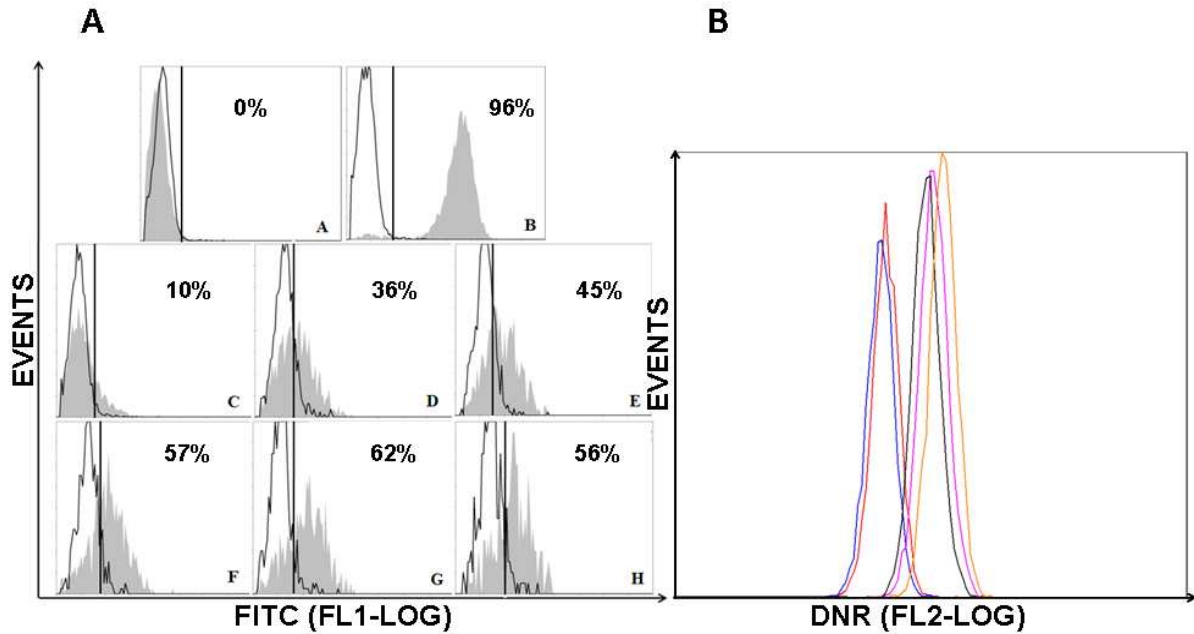 A
B
0%
A
96%
B
10%
C
36%
D
45%
E
57%
F
62%
G
56%
H
EVENTS
FITC (FL1-LOG)
EVENTS
DNR (FL2-LOG)